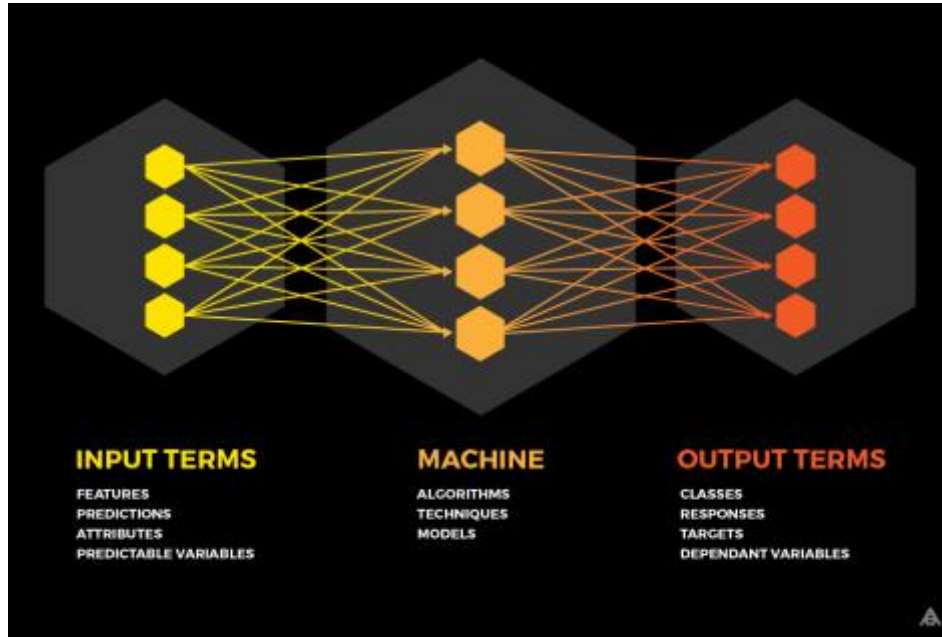 INPUT TERMS
FEATURES
PREDICTIONS
ATTRIBUTES
PREDICTABLE VARIABLES
MACHINE
ALGORITHMS
TECHNIQUES
MODELS
OUTPUT TERMS
CLASSES
RESPONSES
TARGETS
DEPENDANT VARIABLES